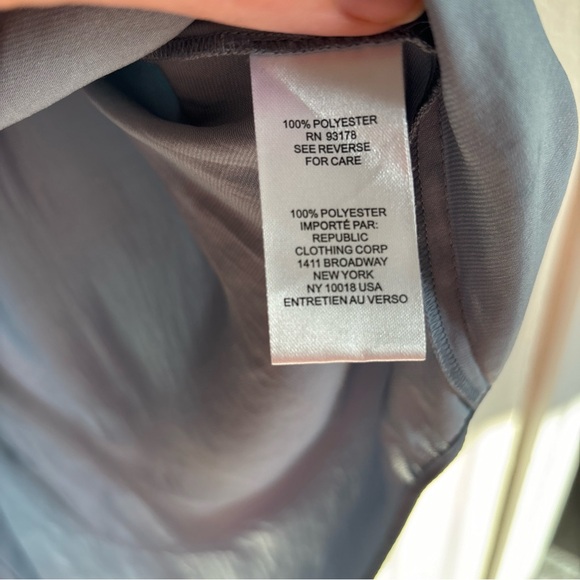 100% POLYESTER
RN 93178
SEE REVERSE
FOR CARE
100% POLYESTER
IMPORTÉ PAR:
REPUBLIC
CLOTHING CORP
1411 BROADWAY
NEW YORK
NY 10018 USA
ENTRETIEN AU VERSO